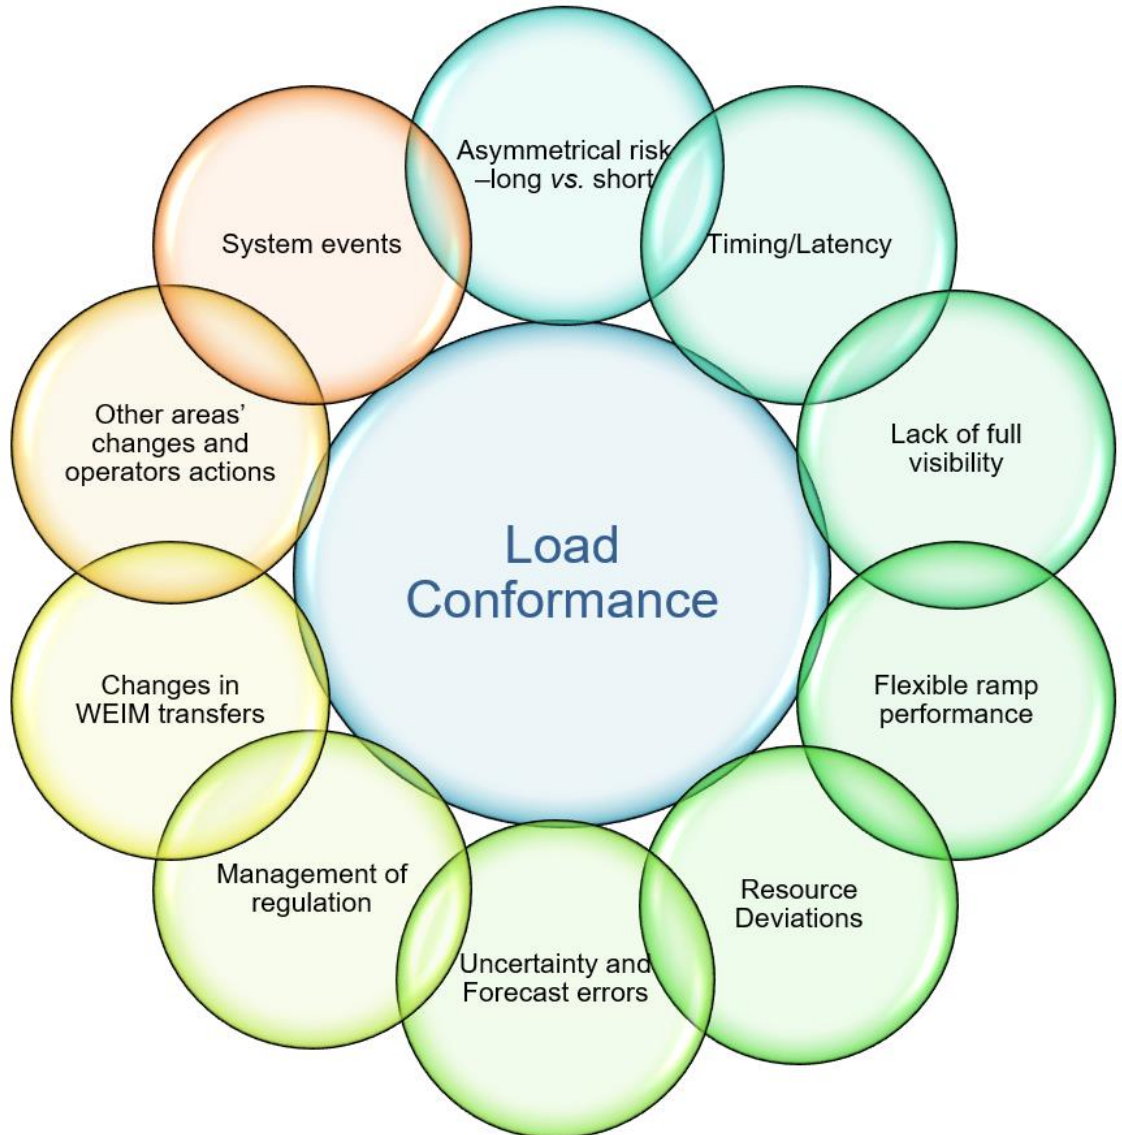 Asymmetrical risk
–long vs. short
Timing/Latency
Lack of full
visibility
Flexible ramp
performance
Resource
Deviations
Uncertainty and
Forecast errors
Management of
regulation
Changes in
WEIM transfers
Other areas’
changes and
operators actions
System events
Load
Conformance